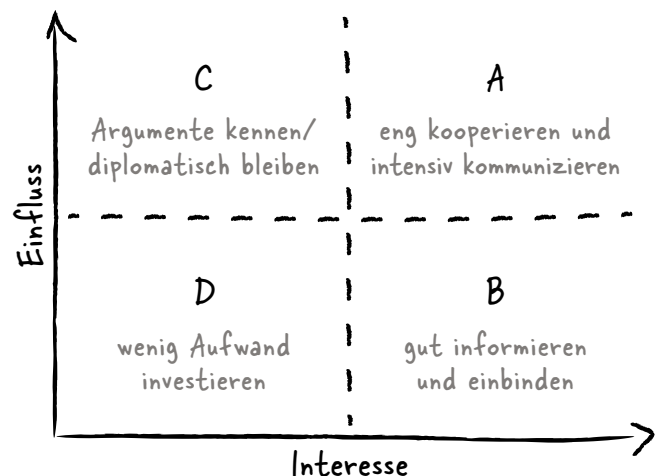 C
Argumente kennen/
diplomatisch bleiben
A
eng kooperieren und
intensiv kommunizieren
Einfluss
D
wenig Aufwand
investieren
B
gut informieren
und einbinden
Interesse